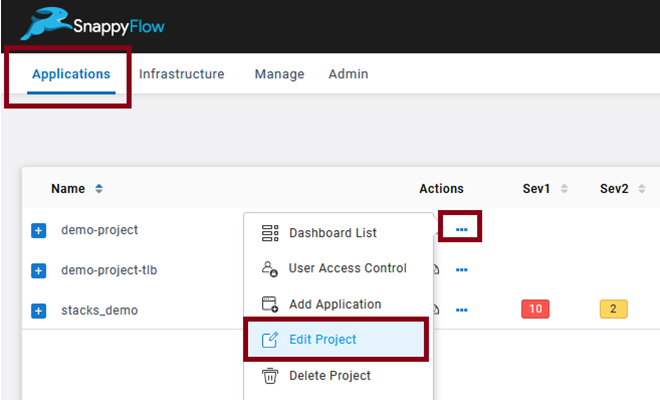 SnappyFlow
Applications Infrastructure Manage Admin
Name Actions Sev1 Sev2
demo-project
Dashboard List
User Access Control
demo-project-tlb
Add Application
stacks_demo 10 2
Edit Project
Delete Project